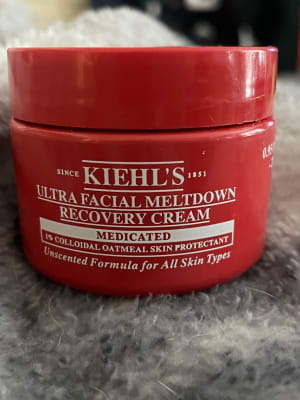 SINCE KIEHL'S 1851
ULTRA FACIAL MELTDOWN
RECOVERY CREAM
MEDICATED
1% COLLOIDAL OATMEAL SKIN PROTECTANT
Unscented Formula for All Skin Types